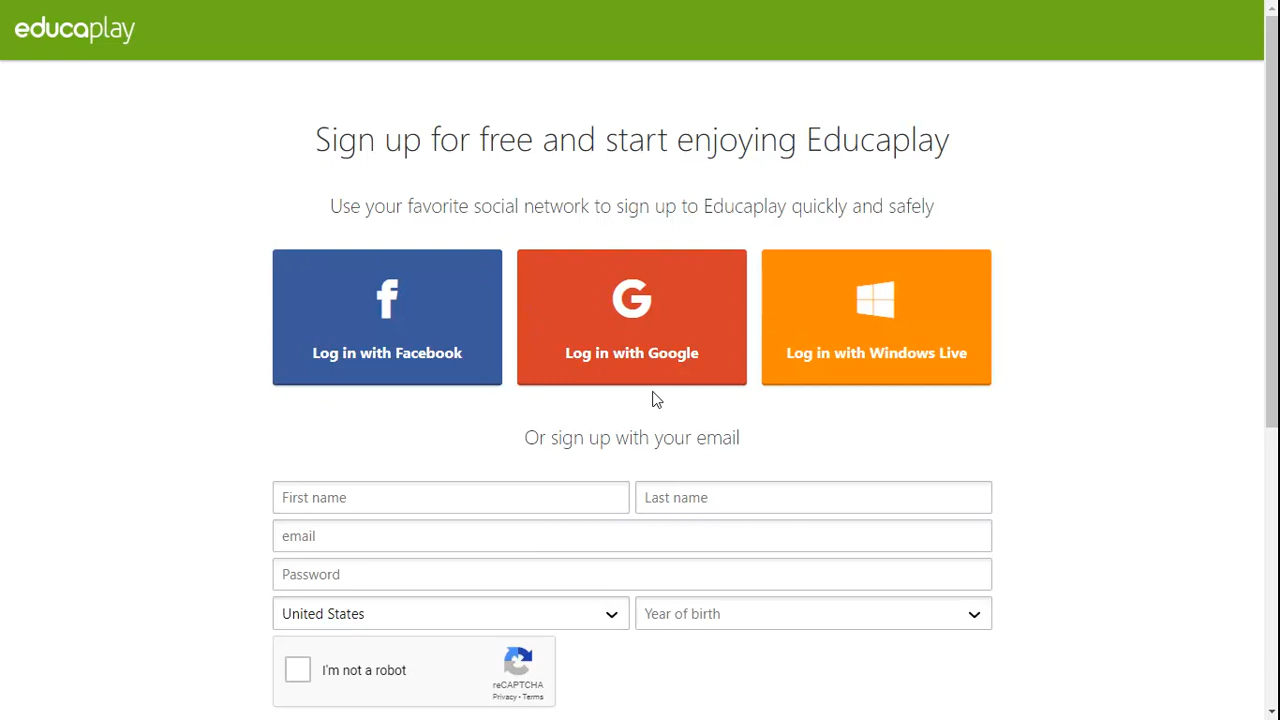 educaplay
Sign up for free and start enjoying Educaplay
Use your favorite social network to sign up to Educaplay quickly and safely
Log in with Facebook
Log in with Google
Log in with Windows Live
Or sign up with your email
First name
Last name
email
Password
United States
Year of birth
I'm not a robot
reCAPTCHA
Privacy - Terms